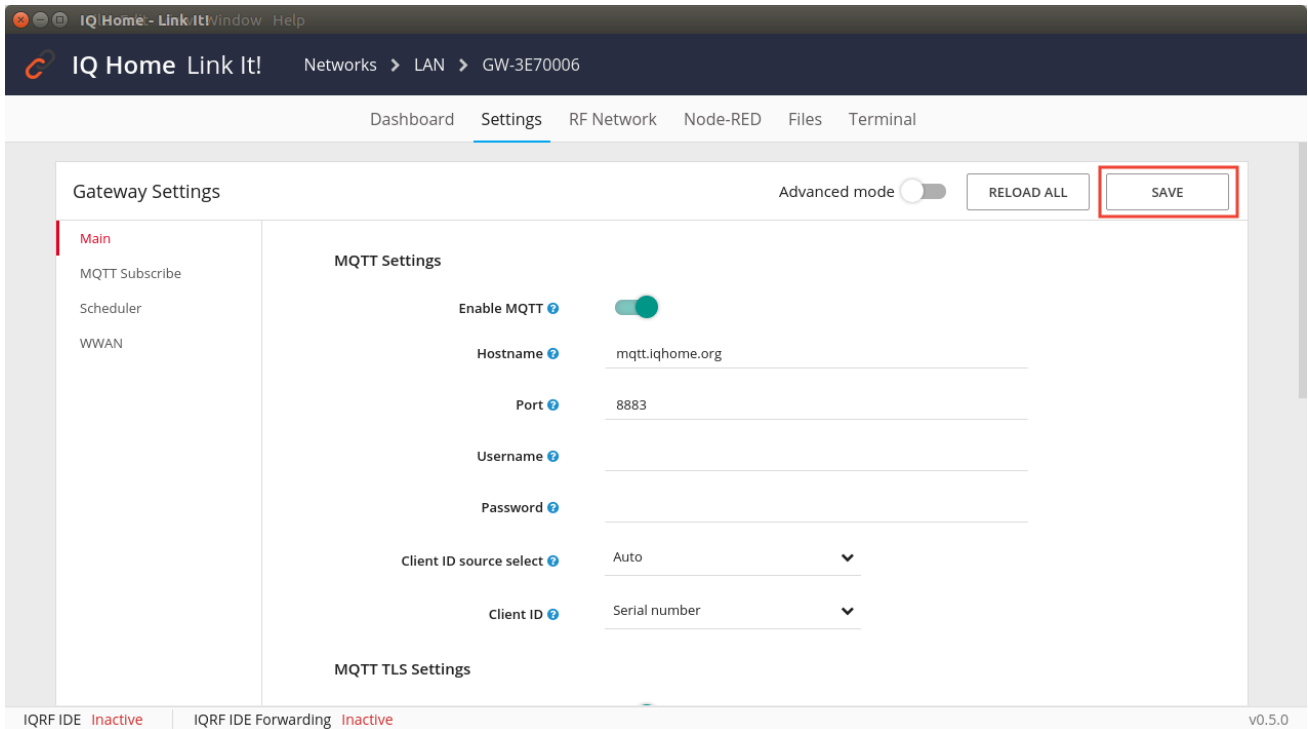 IQ Home - Link It! Window Help
IQ Home Link It! Networks > LAN > GW-3E70006
Dashboard Settings RF Network Node-RED Files Terminal
Gateway Settings Advanced mode RELOAD ALL SAVE
Main
MQTT Subscribe
Scheduler
WWAN
MQTT Settings
Enable MQTT ?
Hostname ? mqtt.iqhome.org
Port ? 8883
Username ?
Password ?
Client ID source select ? Auto
Client ID ? Serial number
MQTT TLS Settings
IQRF IDE Inactive IQRF IDE Forwarding Inactive v0.5.0